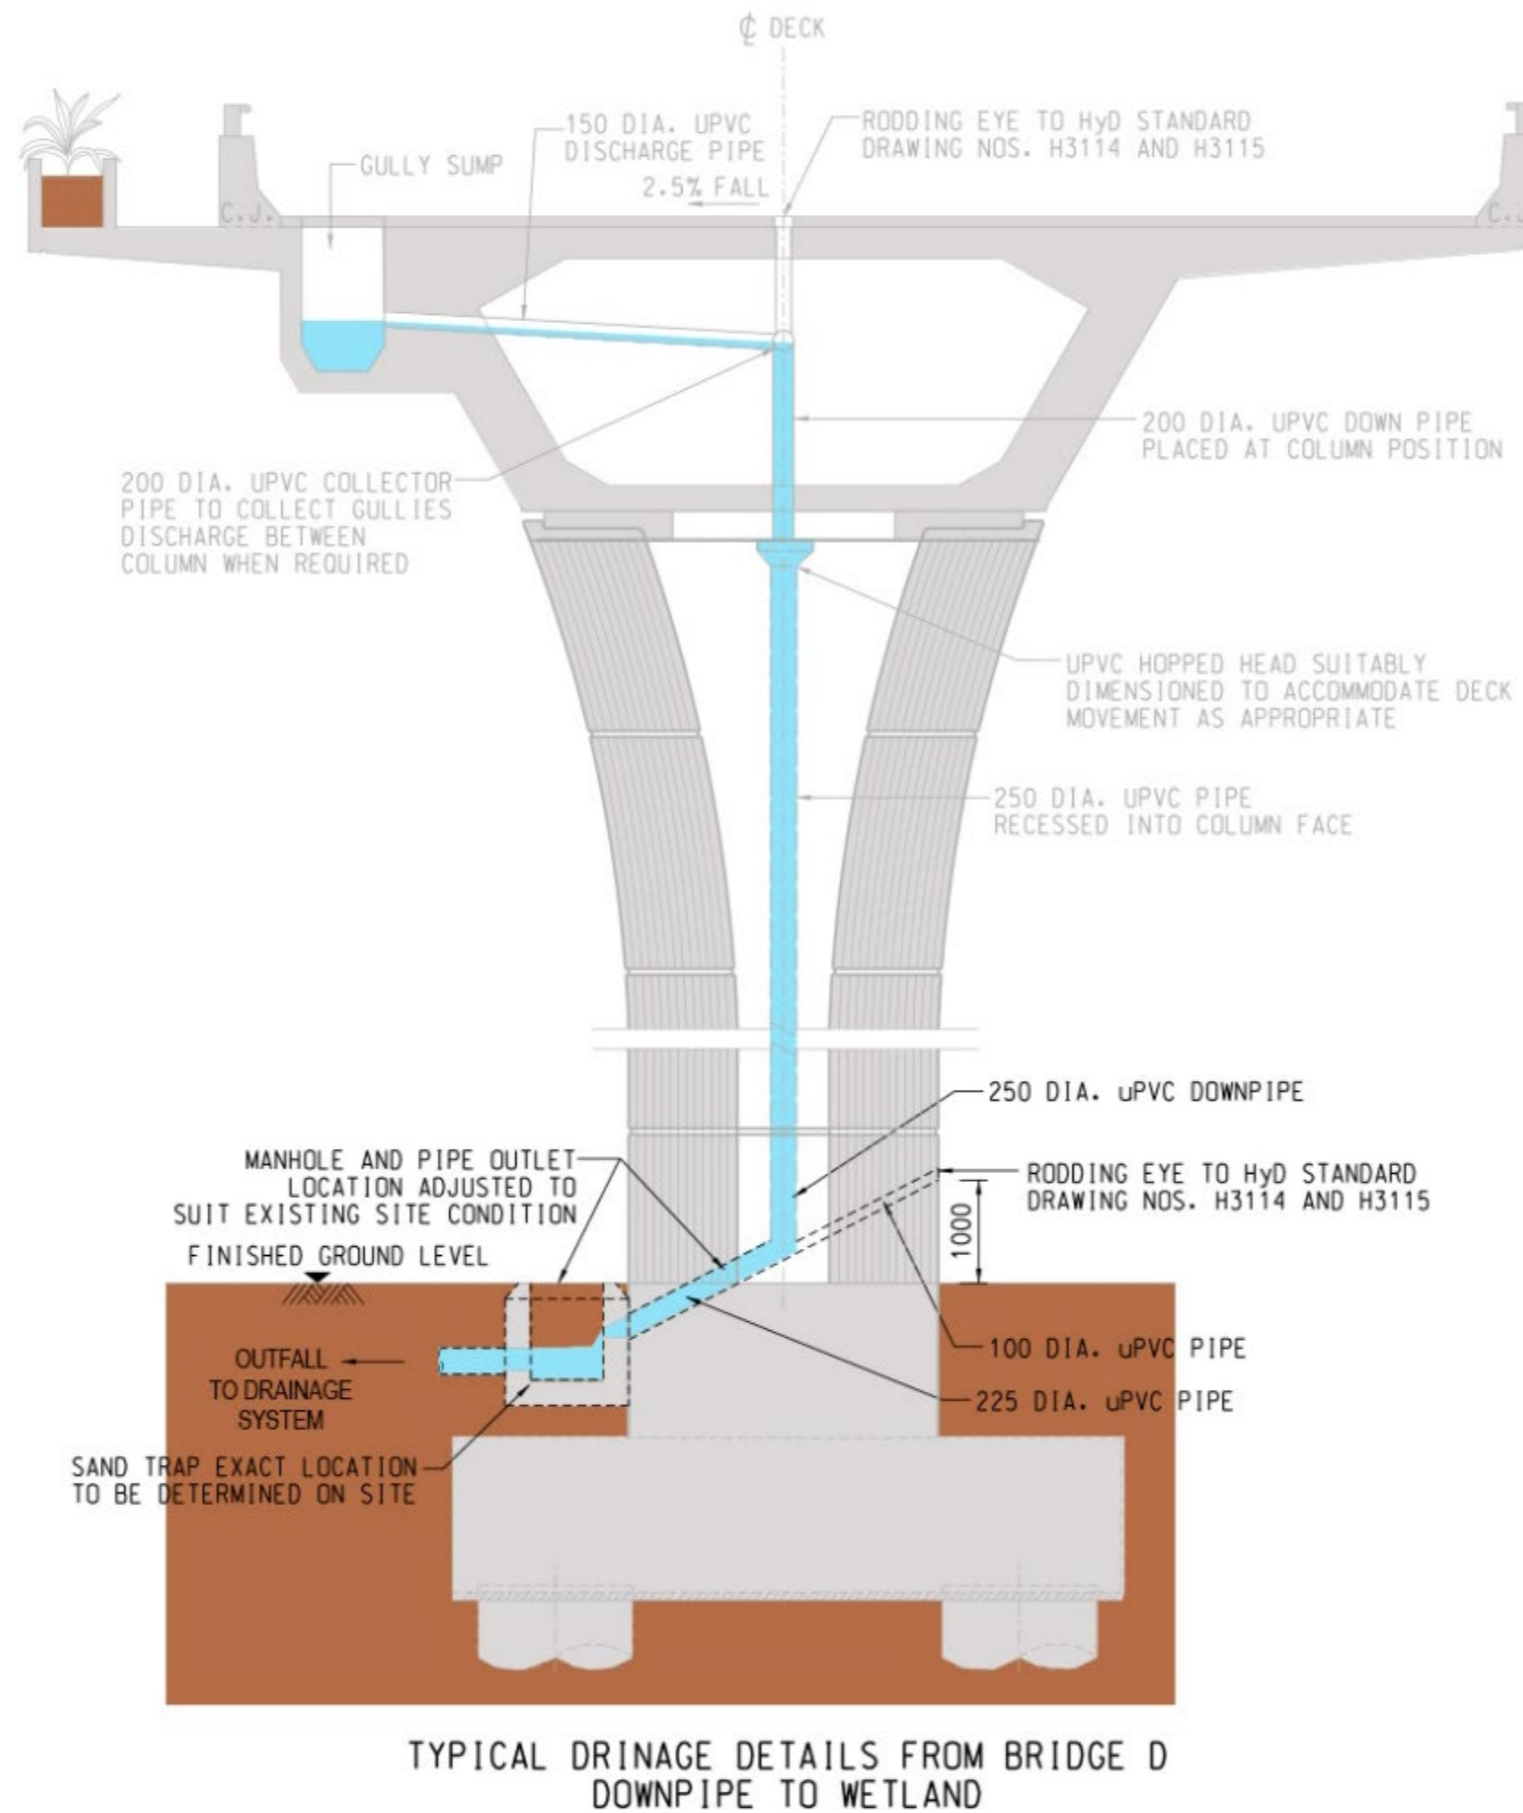 ℄ DECK
150 DIA. UPVC
DISCHARGE PIPE
RODDING EYE TO HyD STANDARD
DRAWING NOS. H3114 AND H3115
GULLY SUMP
2.5% FALL
C.J.
C.J
200 DIA. UPVC DOWN PIPE
PLACED AT COLUMN POSITION
200 DIA. UPVC COLLECTOR
PIPE TO COLLECT GULLIES
DISCHARGE BETWEEN
COLUMN WHEN REQUIRED
UPVC HOPPED HEAD SUITABLY
DIMENSIONED TO ACCOMMODATE DECK
MOVEMENT AS APPROPRIATE
250 DIA. UPVC PIPE
RECESSED INTO COLUMN FACE
250 DIA. uPVC DOWNPIPE
MANHOLE AND PIPE OUTLET
LOCATION ADJUSTED TO
SUIT EXISTING SITE CONDITION
RODDING EYE TO HyD STANDARD
DRAWING NOS. H3114 AND H3115
1000
FINISHED GROUND LEVEL
100 DIA. uPVC PIPE
OUTFALL
TO DRAINAGE
SYSTEM
225 DIA. uPVC PIPE
SAND TRAP EXACT LOCATION
TO BE DETERMINED ON SITE
TYPICAL DRINAGE DETAILS FROM BRIDGE D
DOWNPIPE TO WETLAND